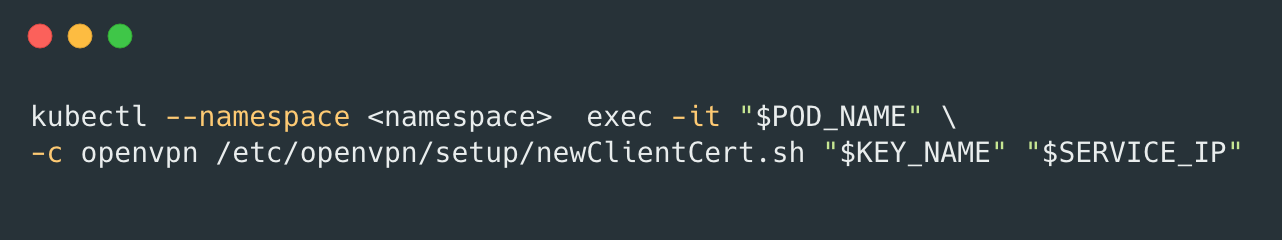 kubectl --namespace <namespace>  exec -it "$POD_NAME" \
-c openvpn /etc/openvpn/setup/newClientCert.sh "$KEY_NAME" "$SERVICE_IP"